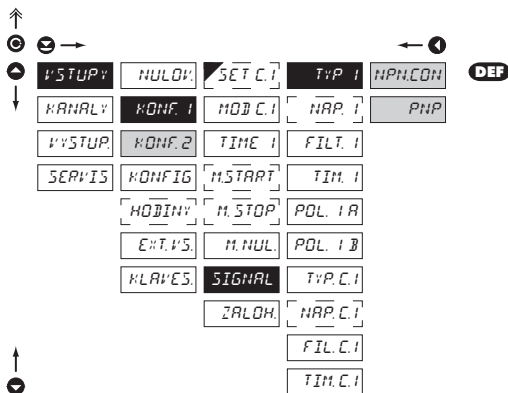 VSTUPY NULOV. SET C.1 TYP 1 NPN.CON DEF
KANALY KONF. 1 MOD C.1 NAP. 1 PNP
VYSTUP. KONF. 2 TIME 1 FILT. 1
SERVIS KONFIG M.START TIM. 1
HODINY M. STOP POL. 1 A
EXT. VS. M. NUL. POL. 1 B
KLAVES. SIGNAL TYP. C.1
ZALOH. NAP. C.1
FIL. C.1
TIM. C.1